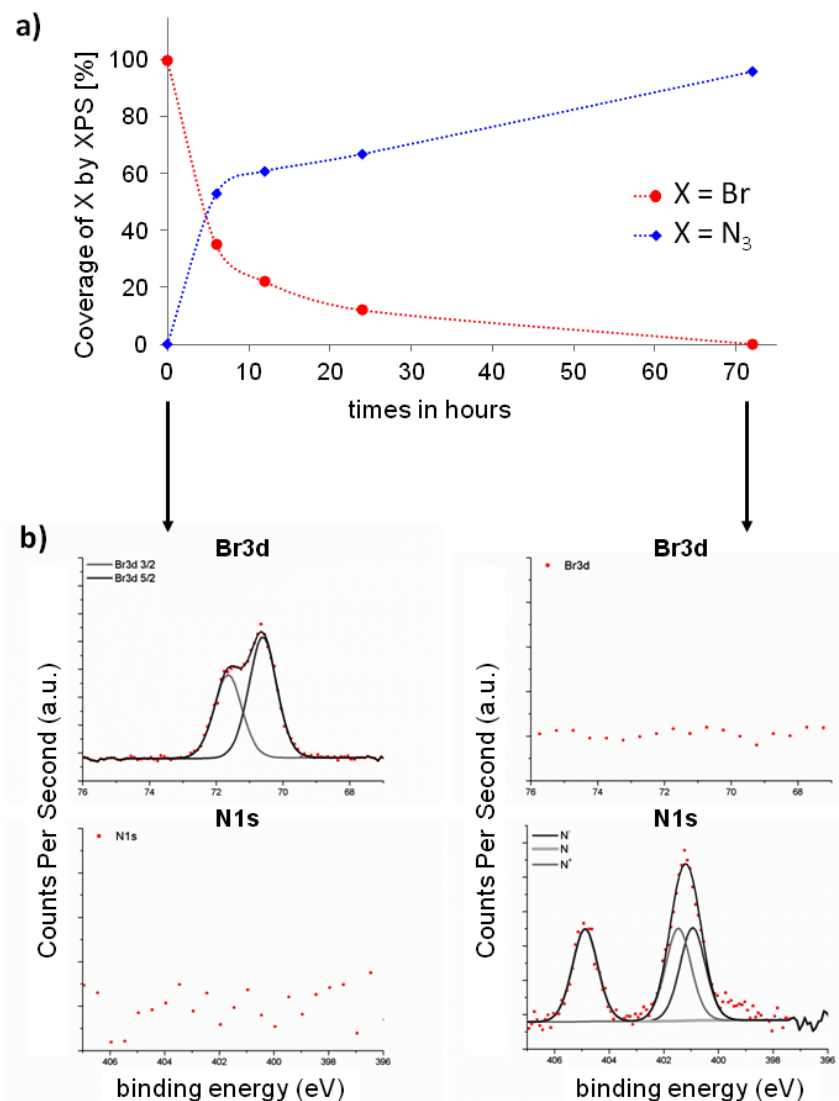 a)
Coverage of X by XPS [%]
100
80
60
40
20
0
X = Br
X = N₃
0 10 20 30 40 50 60 70
times in hours
b)
Br3d
Br3d 3/2
Br3d 5/2
76 74 72 70 68
Br3d
Br3d
76 74 72 70 68
Counts Per Second (a.u.)
Counts Per Second (a.u.)
N1s
N1s
406 404 402 400 398 396
binding energy (eV)
N1s
N⁻
N
N⁺
406 404 402 400 398 396
binding energy (eV)